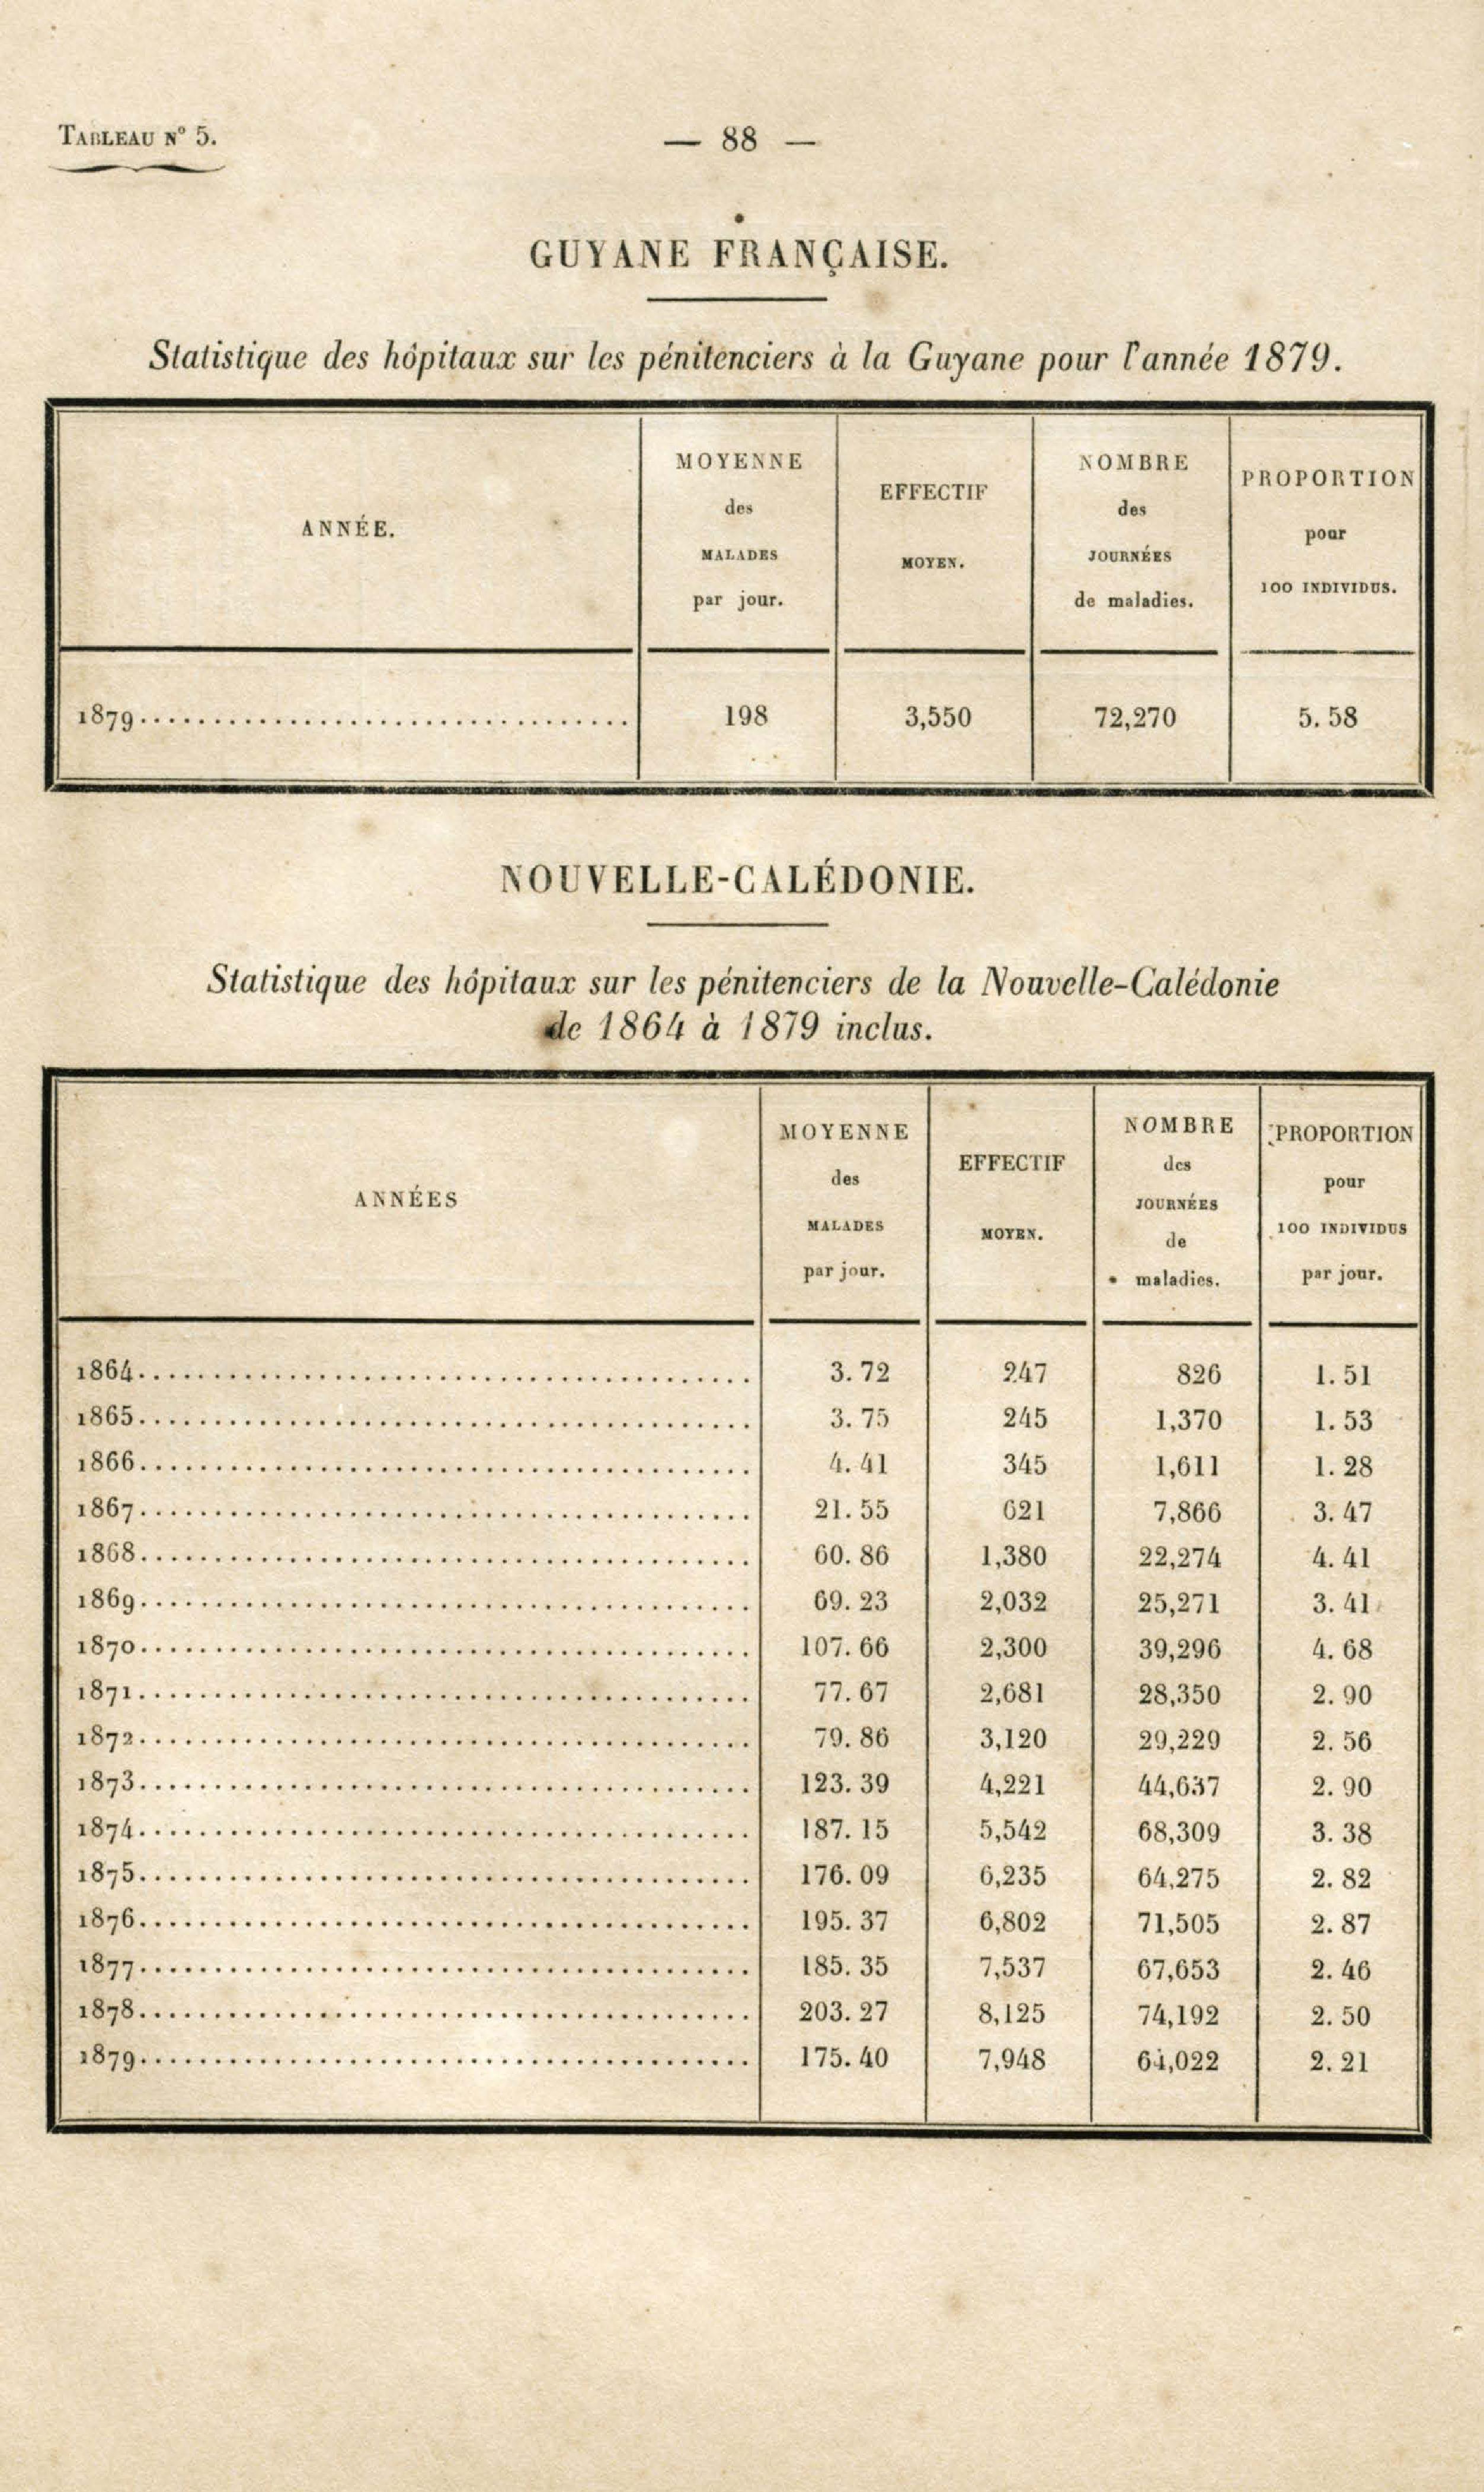 TABLEAU N° 5.
— 88 —
GUYANE FRANÇAISE.
Statistique des hôpitaux sur les pénitenciers à la Guyane pour l'année 1879.
ANNÉE. MOYENNE des MALADES par jour. EFFECTIF MOYEN. NOMBRE des JOURNÉES de maladies. PROPORTION pour 100 INDIVIDUS.
1879.................................. 198 3,550 72,270 5.58
NOUVELLE-CALÉDONIE.
Statistique des hôpitaux sur les pénitenciers de la Nouvelle-Calédonie
de 1864 à 1879 inclus.
ANNÉES MOYENNE des MALADES par jour. EFFECTIF MOYEN. NOMBRE des JOURNÉES de maladies. PROPORTION pour 100 INDIVIDUS par jour.
1864.......................................... 3.72 247 826 1.51
1865.......................................... 3.75 245 1,370 1.53
1866.......................................... 4.41 345 1,611 1.28
1867.......................................... 21.55 621 7,866 3.47
1868.......................................... 60.86 1,380 22,274 4.41
1869.......................................... 69.23 2,032 25,271 3.41
1870.......................................... 107.66 2,300 39,296 4.68
1871.......................................... 77.67 2,681 28,350 2.90
1872.......................................... 79.86 3,120 29,229 2.56
1873.......................................... 123.39 4,221 44,637 2.90
1874.......................................... 187.15 5,542 68,309 3.38
1875.......................................... 176.09 6,235 64,275 2.82
1876.......................................... 195.37 6,802 71,505 2.87
1877.......................................... 185.35 7,537 67,653 2.46
1878.......................................... 203.27 8,125 74,192 2.50
1879.......................................... 175.40 7,948 64,022 2.21